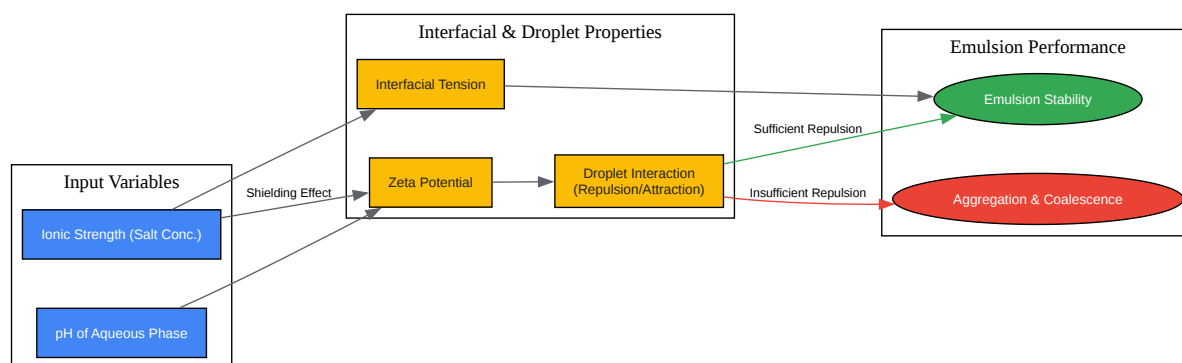 Input Variables
Ionic Strength (Salt Conc.)
pH of Aqueous Phase
Shielding Effect
Interfacial & Droplet Properties
Interfacial Tension
Zeta Potential
Droplet Interaction
(Repulsion/Attraction)
Sufficient Repulsion
Insufficient Repulsion
Emulsion Performance
Emulsion Stability
Aggregation & Coalescence